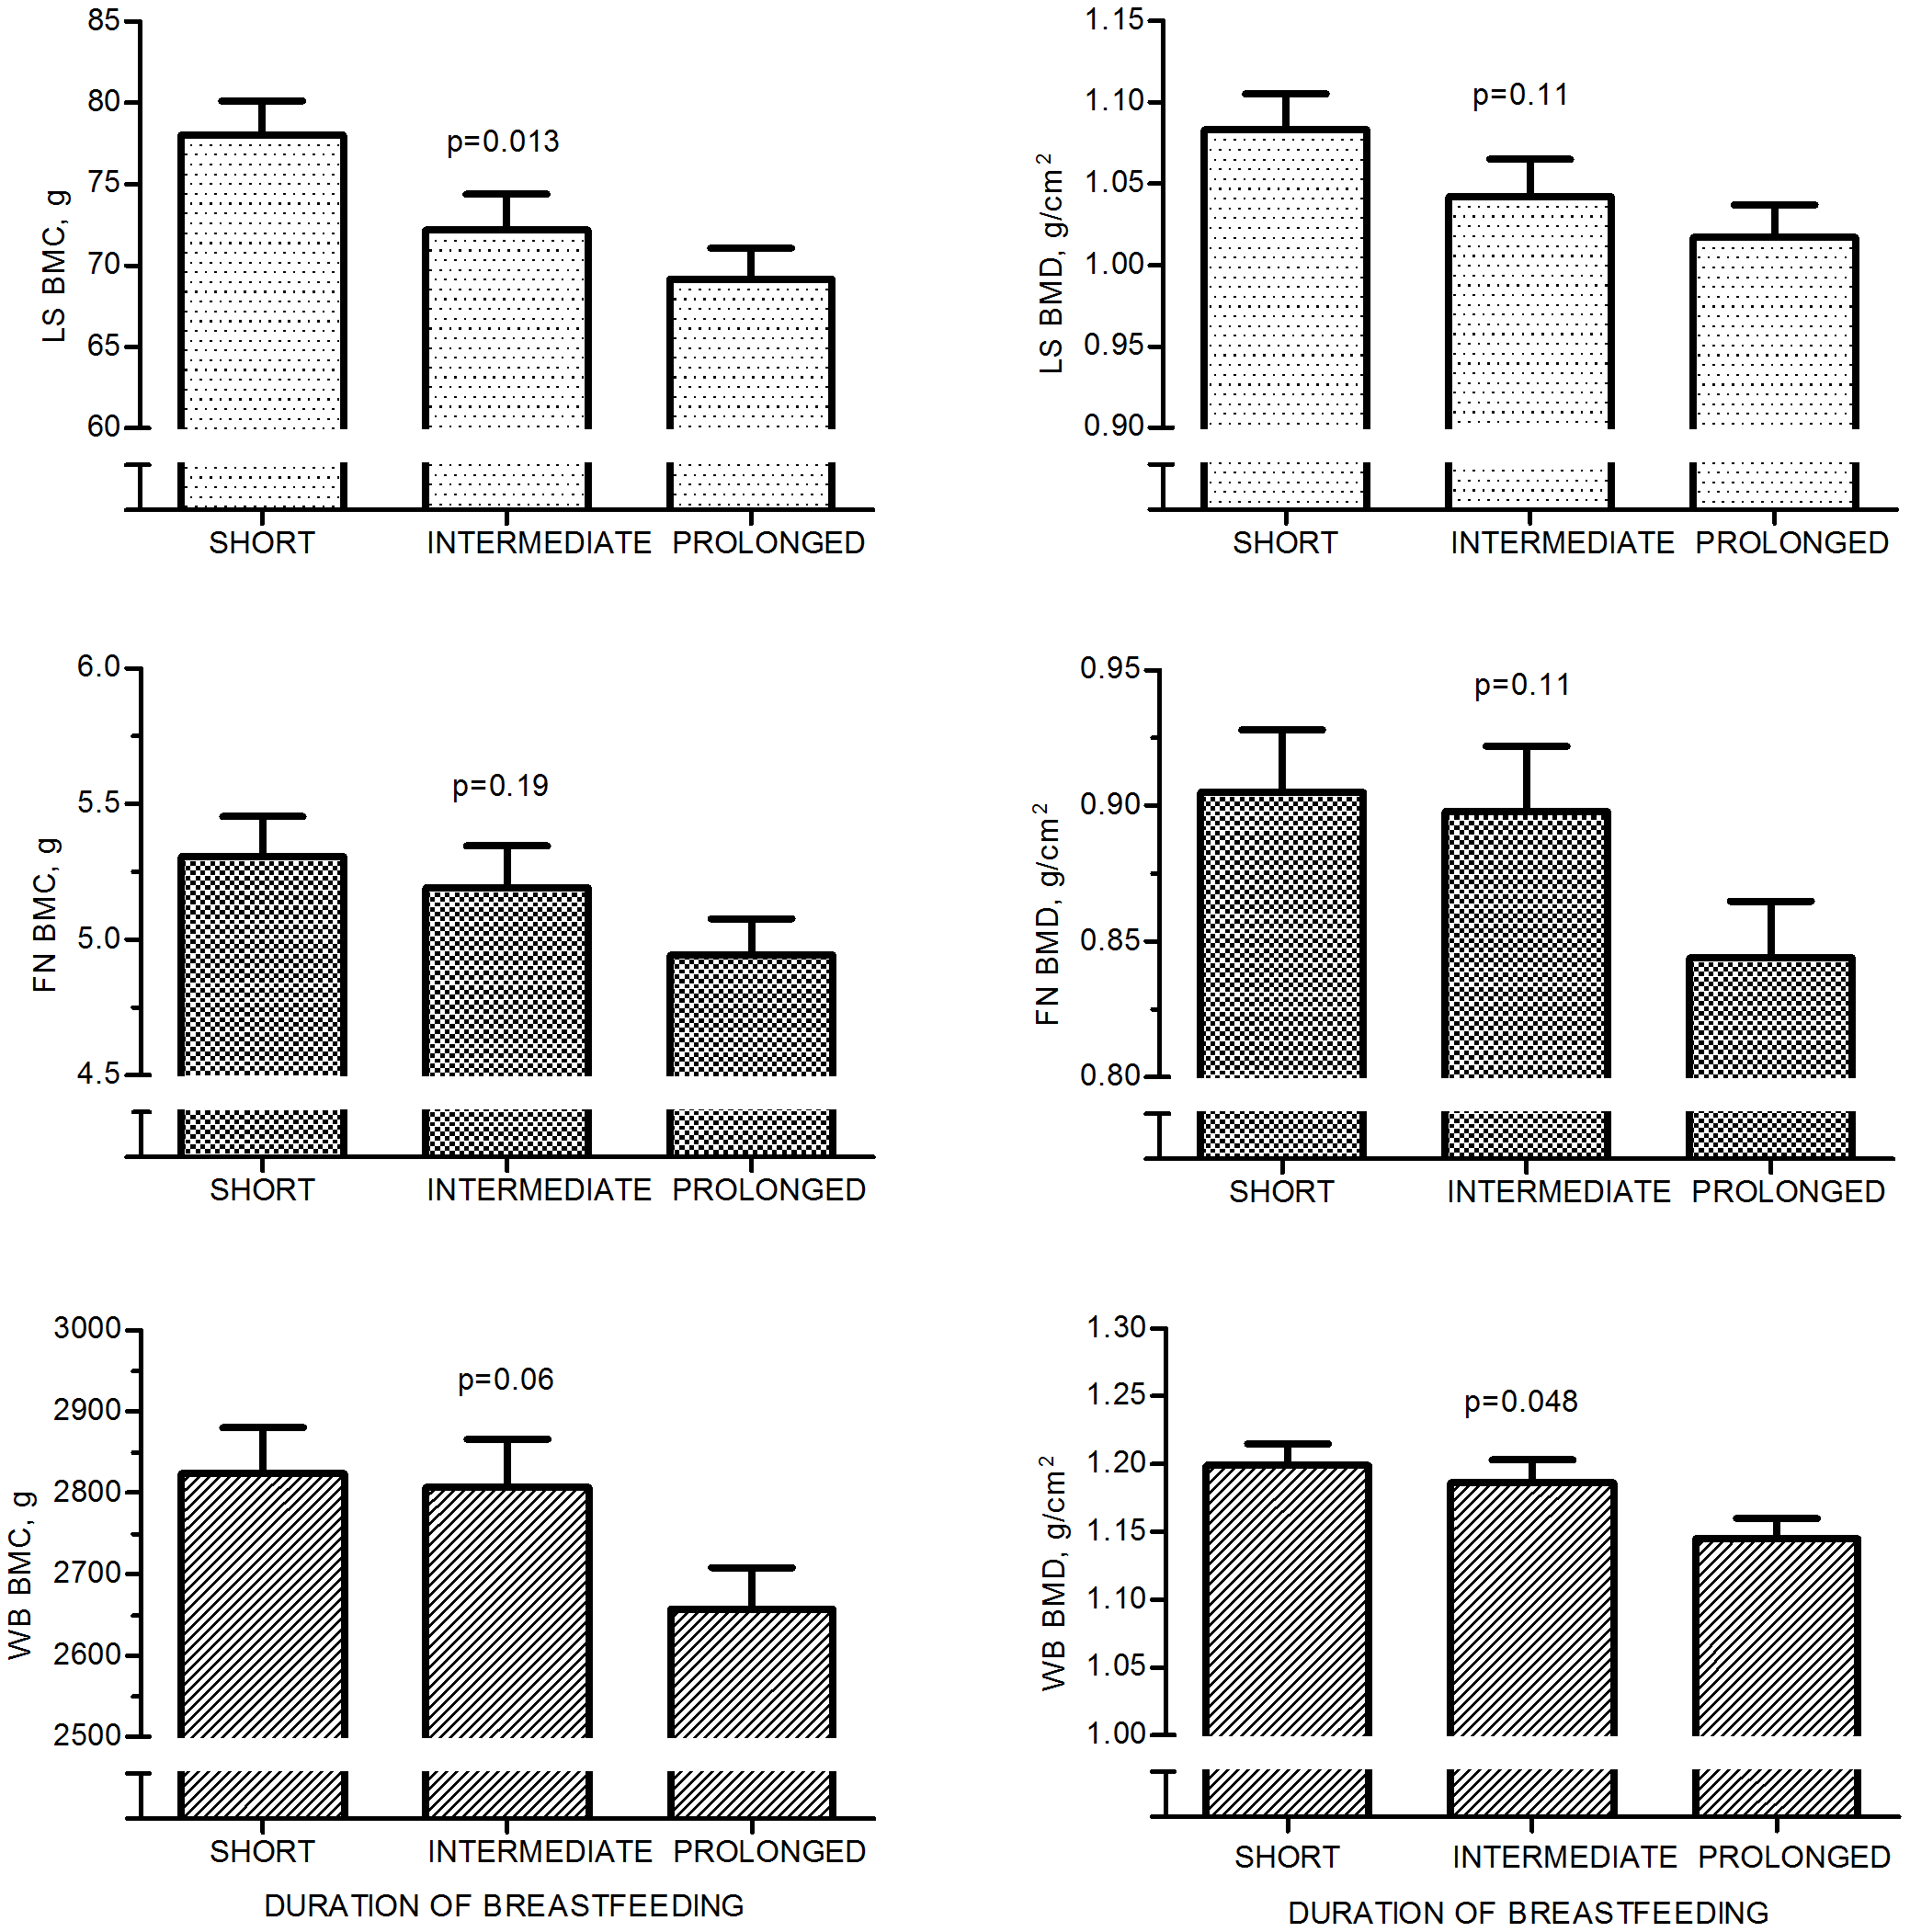 85
80
75
70
65
60
LS BMC, g
p=0.013
SHORT INTERMEDIATE PROLONGED
1.15
1.10
1.05
1.00
0.95
0.90
LS BMD, g/cm²
p=0.11
SHORT INTERMEDIATE PROLONGED
6.0
5.5
5.0
4.5
FN BMC, g
p=0.19
SHORT INTERMEDIATE PROLONGED
0.95
0.90
0.85
0.80
FN BMD, g/cm²
p=0.11
SHORT INTERMEDIATE PROLONGED
3000
2900
2800
2700
2600
2500
WB BMC, g
p=0.06
SHORT INTERMEDIATE PROLONGED
DURATION OF BREASTFEEDING
1.30
1.25
1.20
1.15
1.10
1.05
1.00
WB BMD, g/cm²
p=0.048
SHORT INTERMEDIATE PROLONGED
DURATION OF BREASTFEEDING